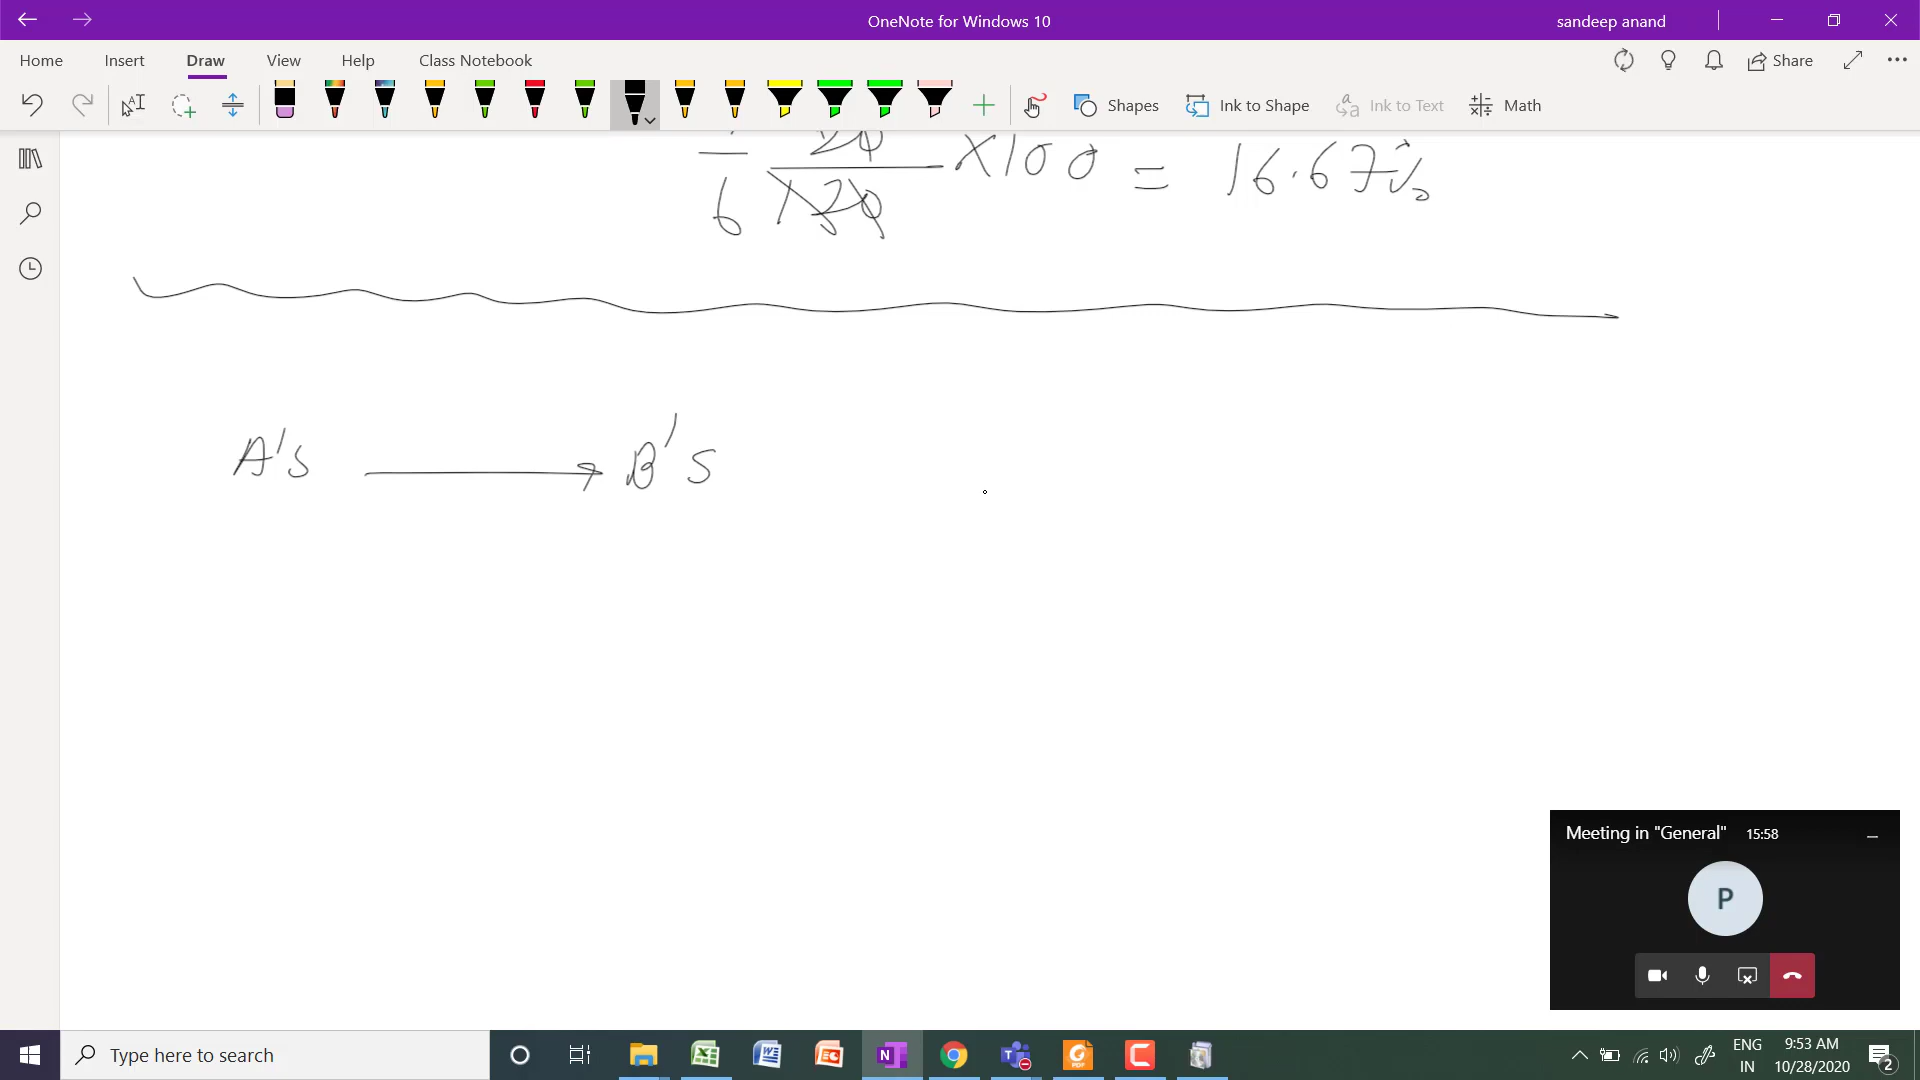 OneNote for Windows 10
sandeep anand
Home Insert Draw View Help Class Notebook
Share
Shapes Ink to Shape Ink to Text Math
20 ×100 = 16.67%
6 120
A's → B's
Meeting in "General" 15:58
P
Type here to search
ENG
IN
9:53 AM
10/28/2020
2